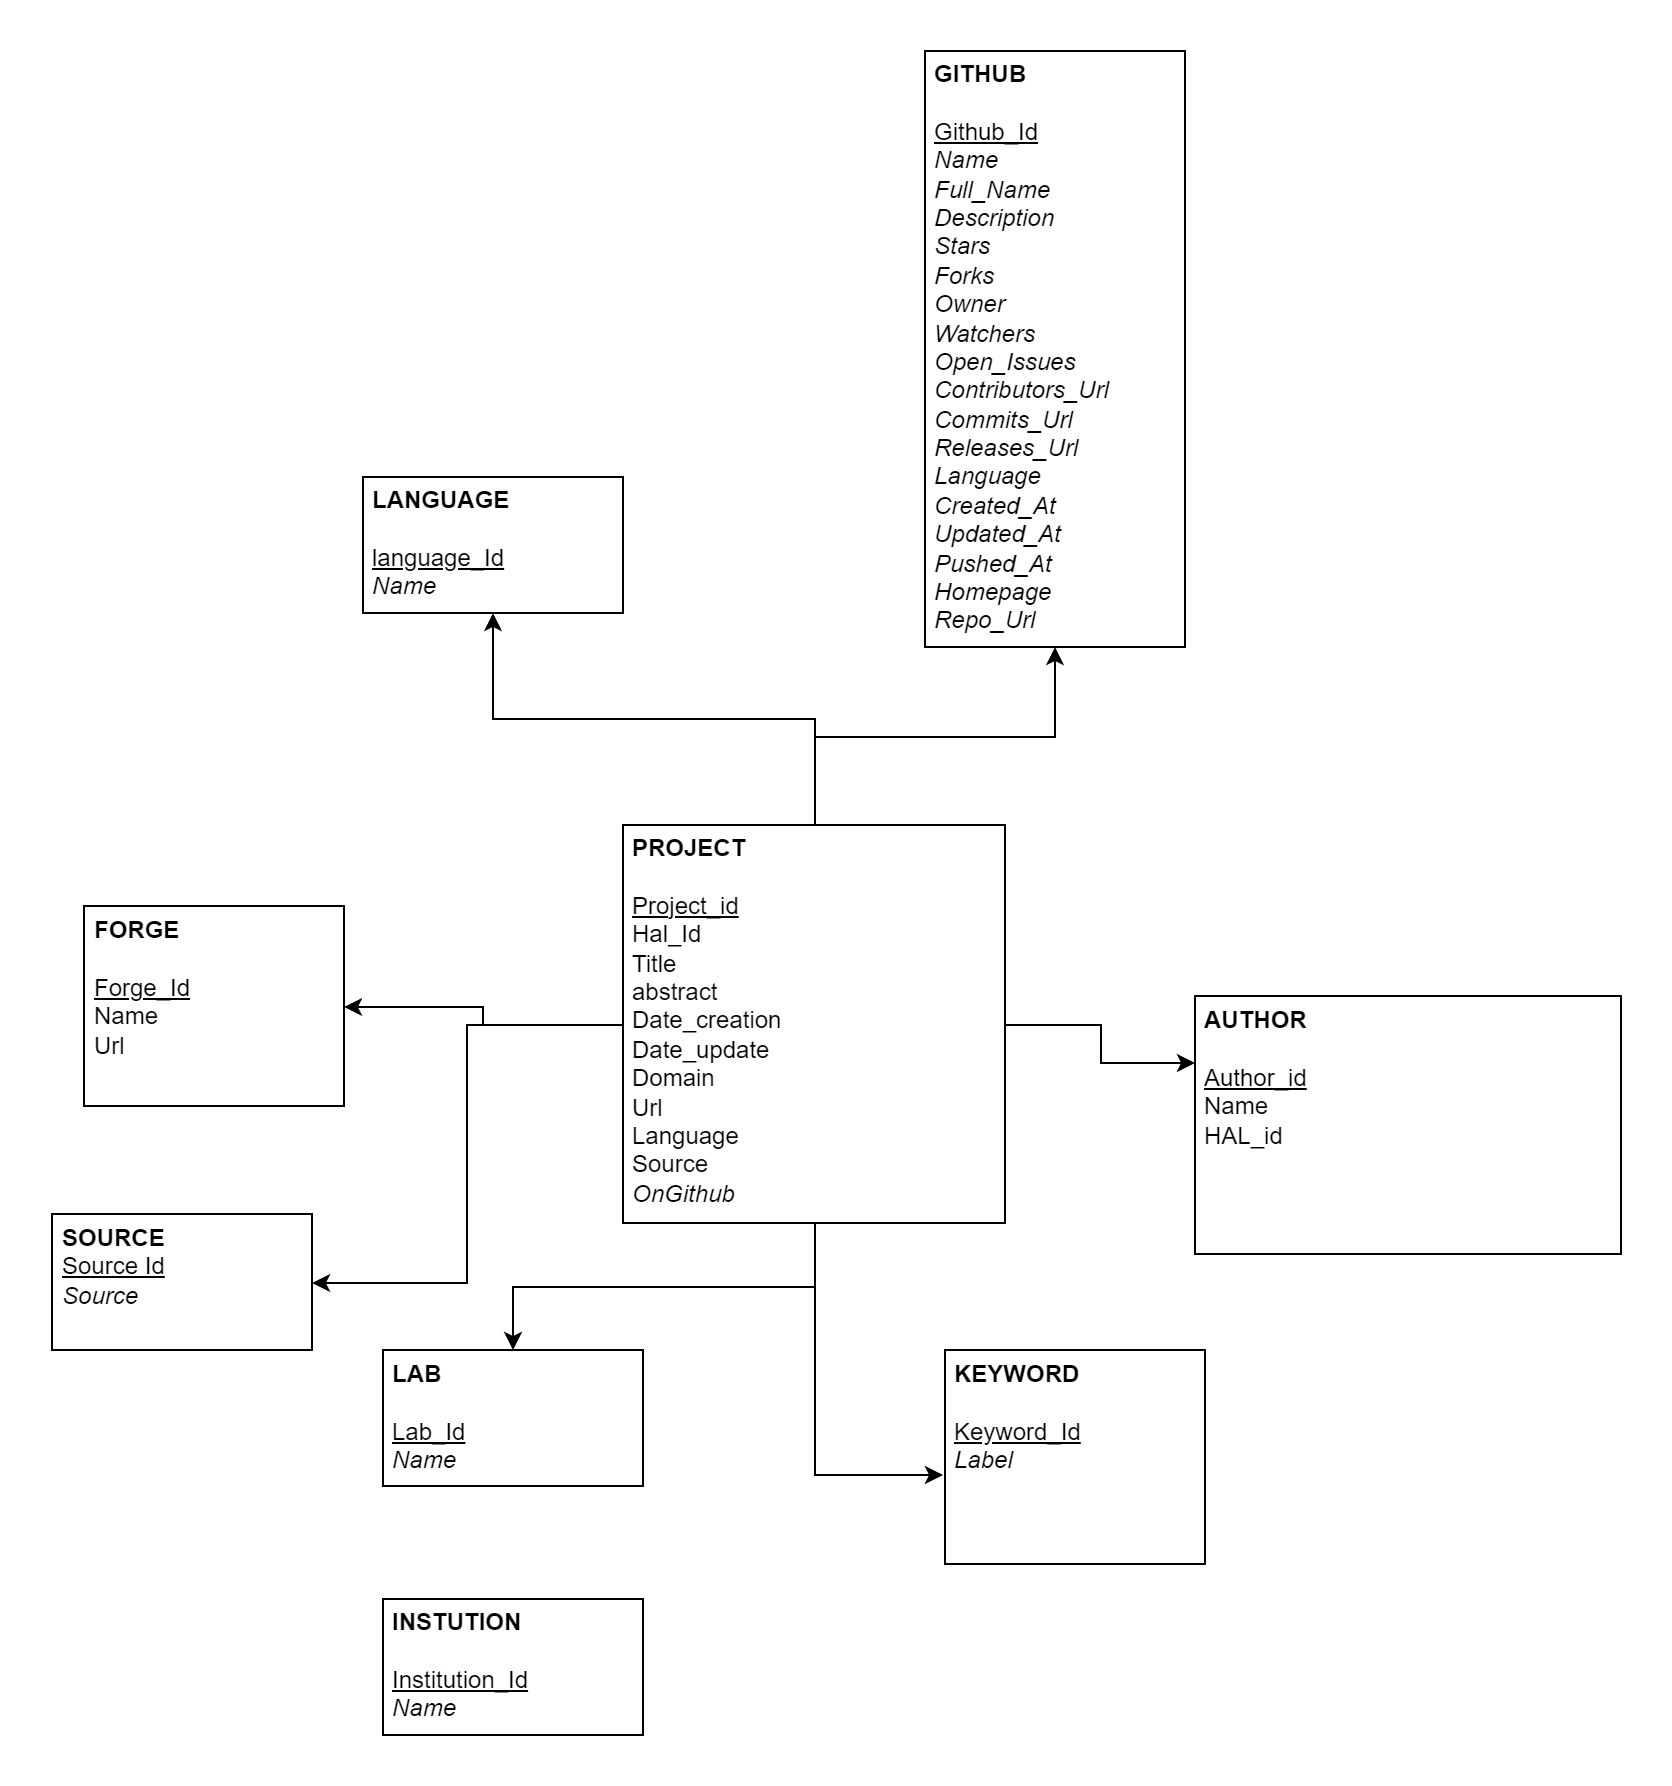 GITHUB
Github_Id
Name
Full_Name
Description
Stars
Forks
Owner
Watchers
Open_Issues
Contributors_Url
Commits_Url
Releases_Url
Language
Created_At
Updated_At
Pushed_At
Homepage
Repo_Url
LANGUAGE
language_Id
Name
PROJECT
Project_id
Hal_Id
Title
abstract
Date_creation
Date_update
Domain
Url
Language
Source
OnGithub
FORGE
Forge_Id
Name
Url
AUTHOR
Author_id
Name
HAL_id
SOURCE
Source Id
Source
LAB
Lab_Id
Name
KEYWORD
Keyword_Id
Label
INSTUTION
Institution_Id
Name